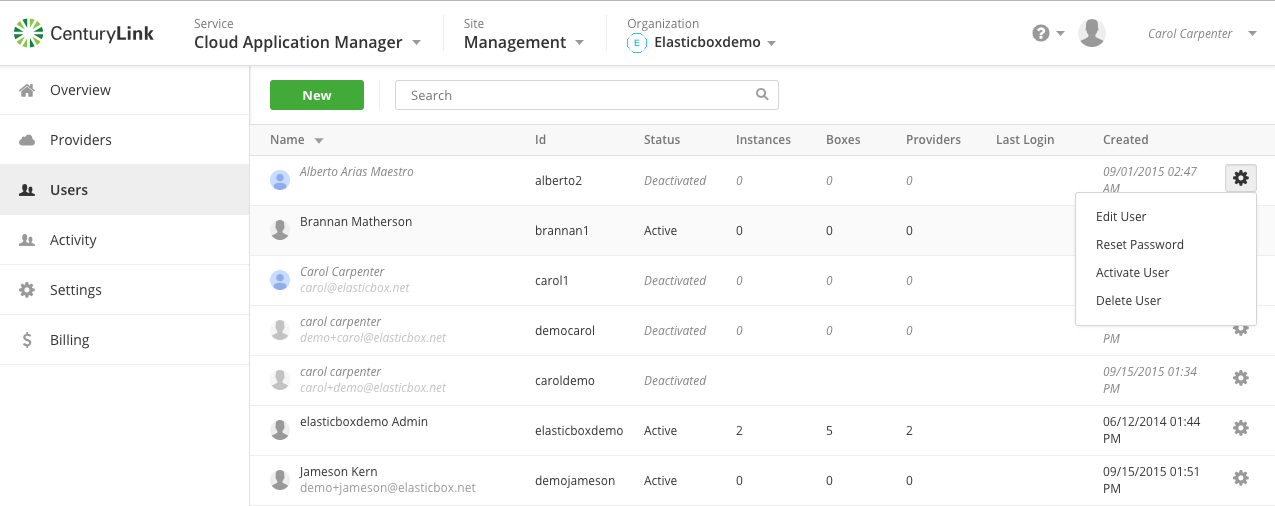 CenturyLink
Service
Cloud Application Manager
Site
Management
Organization
E Elasticboxdemo
?
Carol Carpenter
Overview
Providers
Users
Activity
Settings
$ Billing
New
Search
Name Id Status Instances Boxes Providers Last Login Created
Alberto Arias Maestro alberto2 Deactivated 0 0 0 09/01/2015 02:47
AM
Brannan Matherson brannan1 Active 0 0 0
Carol Carpenter
carol@elasticbox.net
carol1 Deactivated 0 0 0
carol carpenter
demo+carol@elasticbox.net
democarol Deactivated 0 0 0
PM
carol carpenter
carol+demo@elasticbox.net
caroldemo Deactivated
09/15/2015 01:34
PM
elasticboxdemo Admin elasticboxdemo Active 2 5 2 06/12/2014 01:44
PM
Jameson Kern
demo+jameson@elasticbox.net
demojameson Active 0 0 0
09/15/2015 01:51
PM
Edit User
Reset Password
Activate User
Delete User